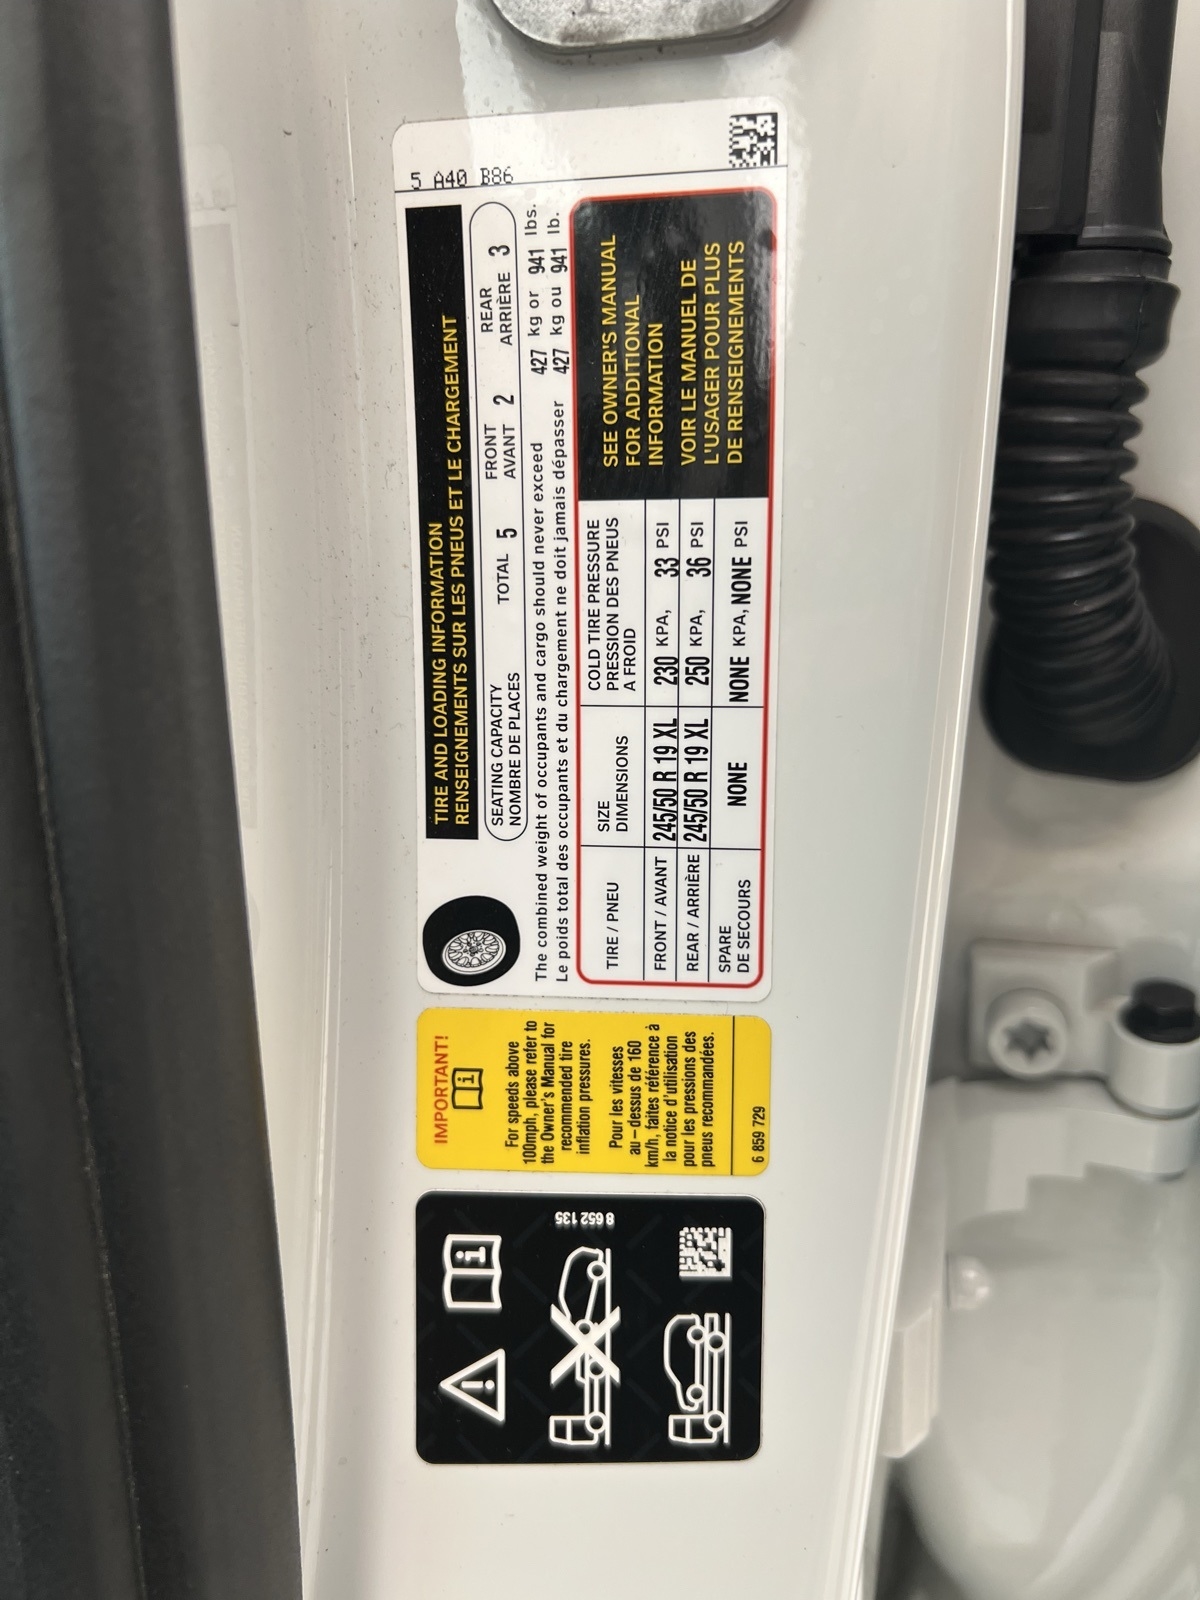 5 A40 B86
TIRE AND LOADING INFORMATION
RENSEIGNEMENTS SUR LES PNEUS ET LE CHARGEMENT
SEATING CAPACITY TOTAL 5 FRONT 2 REAR 3
NOMBRE DE PLACES AVANT ARRIÈRE
The combined weight of occupants and cargo should never exceed 427 kg or 941 lbs.
Le poids total des occupants et du chargement ne doit jamais dépasser 427 kg ou 941 lb.
TIRE / PNEU
SIZE
DIMENSIONS
COLD TIRE PRESSURE
PRESSION DES PNEUS
A FROID
FRONT / AVANT 245/50 R 19 XL 230 KPA, 33 PSI
REAR / ARRIÈRE 245/50 R 19 XL 250 KPA, 36 PSI
SPARE
DE SECOURS
NONE NONE KPA, NONE PSI
SEE OWNER'S MANUAL
FOR ADDITIONAL
INFORMATION
VOIR LE MANUEL DE
L'USAGER POUR PLUS
DE RENSEIGNEMENTS
IMPORTANT!
i
For speeds above
100mph, please refer to
the Owner's Manual for
recommended tire
inflation pressures.
Pour les vitesses
au – dessus de 160
km/h, faites référence à
la notice d'utilisation
pour les pressions des
pneus recommandées.
6 859 729
! i
8 652 135